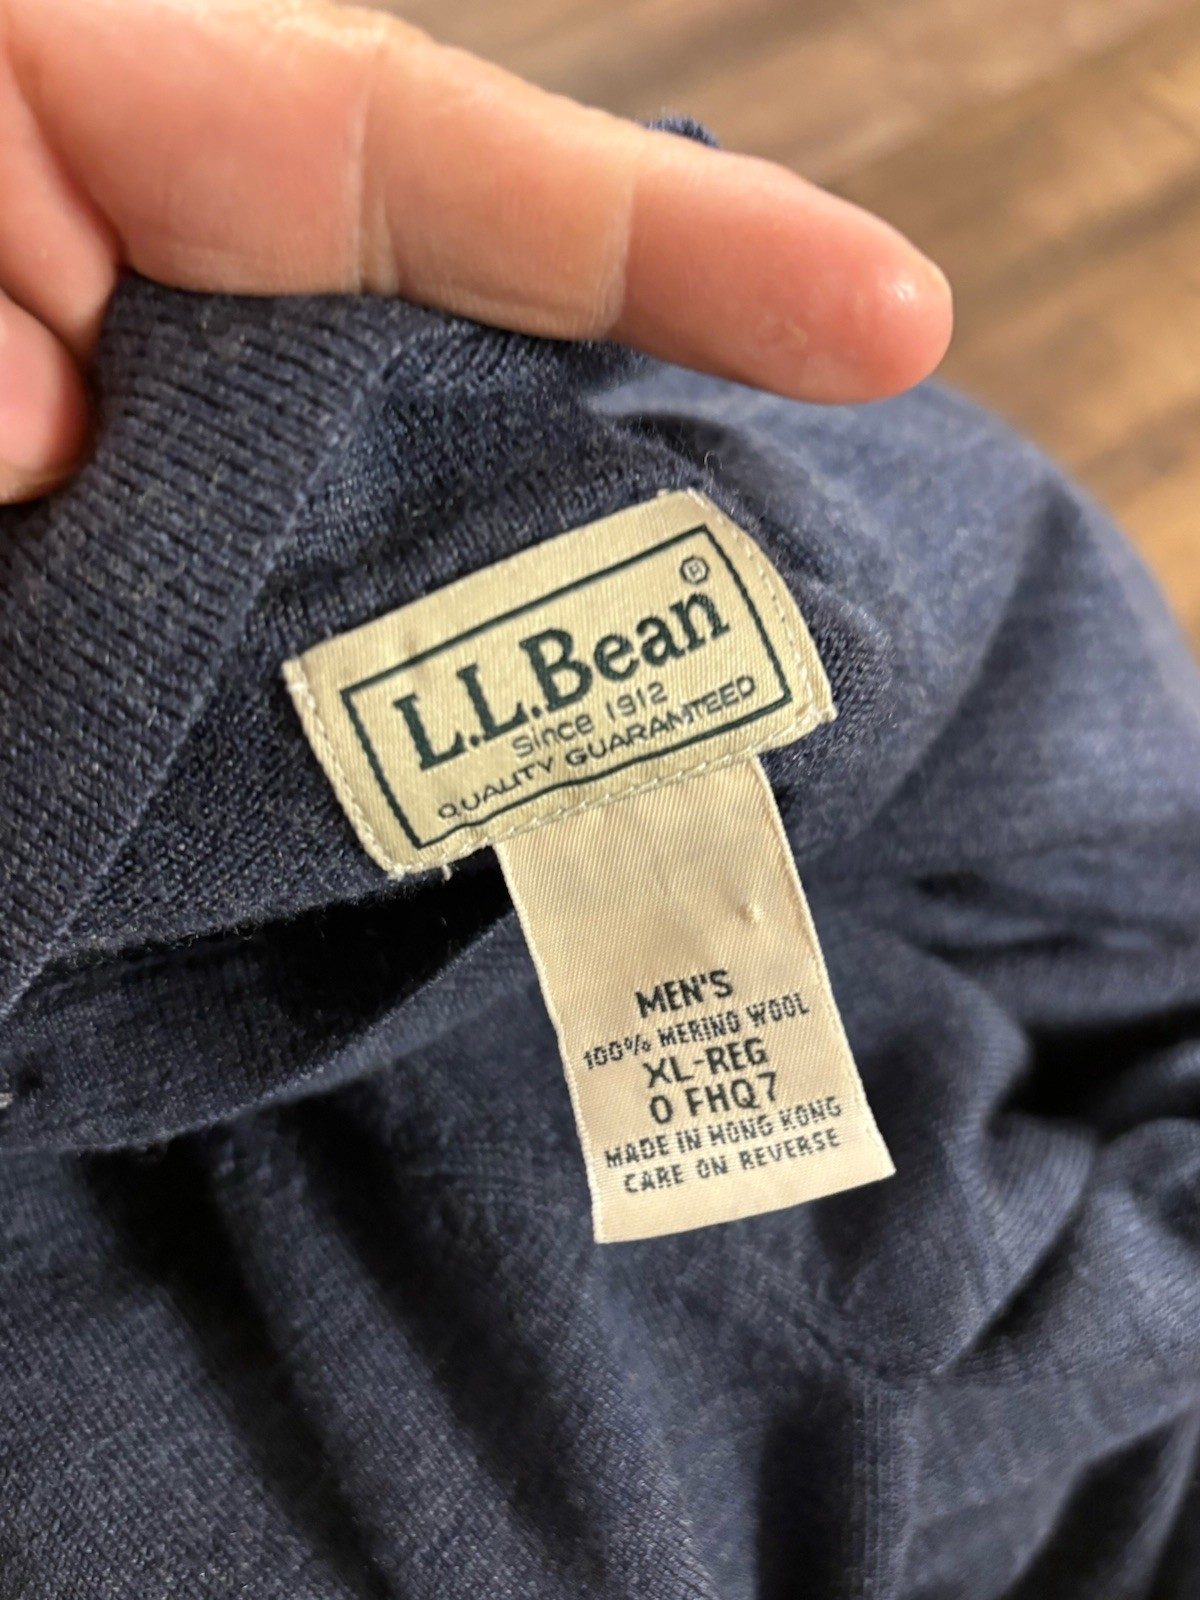 L.L.Bean®
Since 1912
QUALITY GUARANTEED
MEN'S
100% MERINO WOOL
XL-REG
0 FHQ7
MADE IN HONG KONG
CARE ON REVERSE